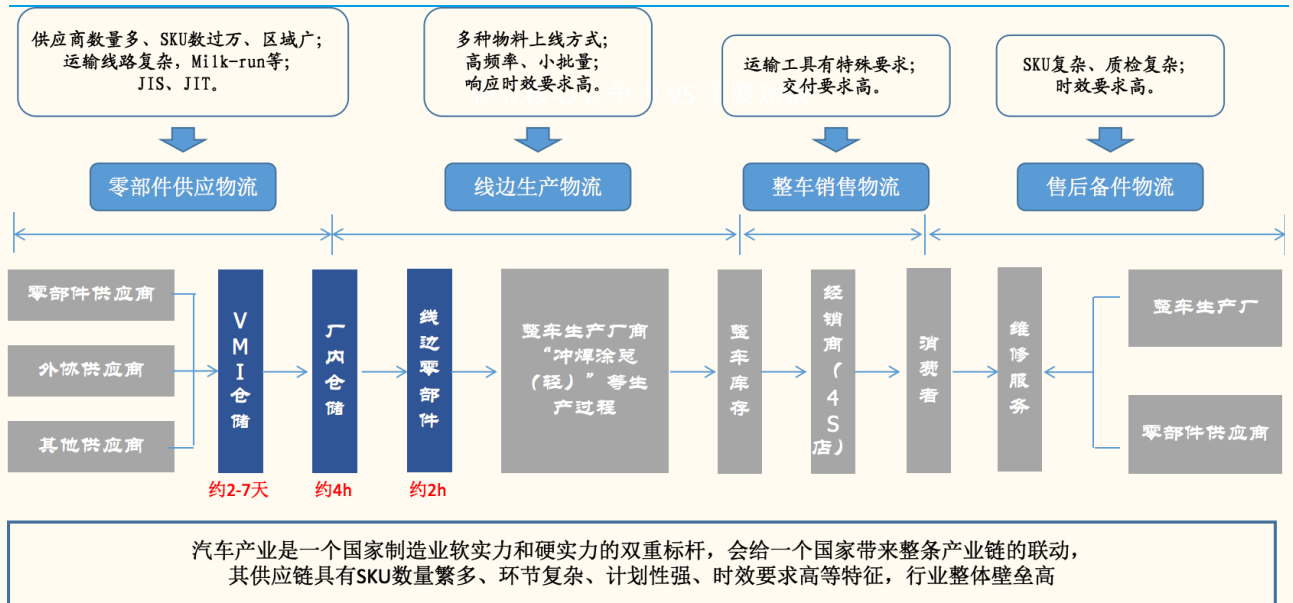 供应商数量多、SKU数过万、区域广；
运输线路复杂，Milk-run等；
JIS、JIT。
多种物料上线方式；
高频率、小批量；
响应时效要求高。
运输工具有特殊要求；
交付要求高。
SKU复杂、质检复杂；
时效要求高。
VS
零部件供应物流
线边生产物流
整车销售物流
售后备件物流
零部件供应商
外协供应商
其他供应商
VMI仓储
厂内仓储
线边零部件
整车生产厂商
“冲焊涂总
（轻）”等生
产过程
整车库存
经销商（4S店）
消费者
维修服务
整车生产厂
零部件供应商
约2-7天
约4h
约2h
汽车产业是一个国家制造业软实力和硬实力的双重标杆，会给一个国家带来整条产业链的联动，
其供应链具有SKU数量繁多、环节复杂、计划性强、时效要求高等特征，行业整体壁垒高